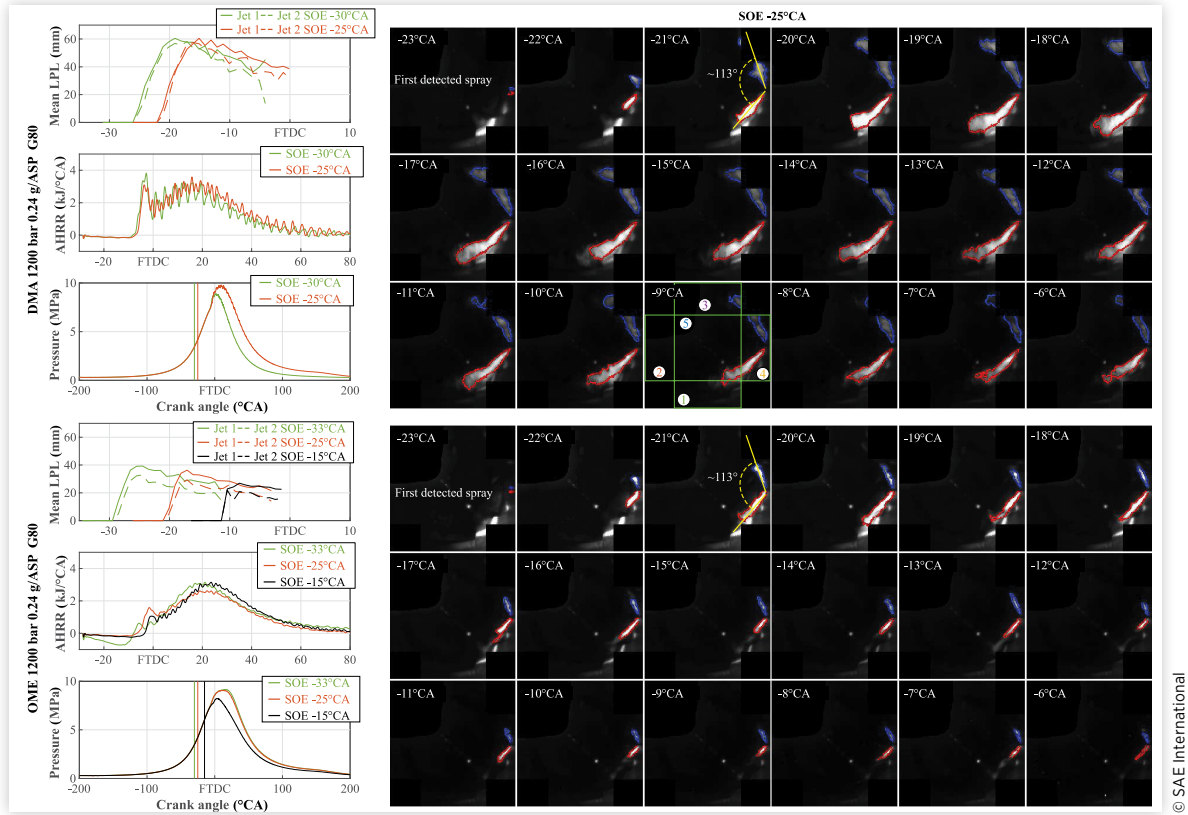 DMA 1200 bar 0.24 g/ASP G80
Jet 1 Jet 2 SOE -30°CA
Jet 1 Jet 2 SOE -25°CA
Mean LPL (mm)
60
40
20
0
-30 -20 -10 FTDC 10
SOE -30°CA
SOE -25°CA
AHRR (kJ/°CA)
4
2
0
-20 FTDC 20 40 60 80
SOE -30°CA
SOE -25°CA
Pressure (MPa)
10
5
0
-200 -100 FTDC 100 200
Crank angle (°CA)
OME 1200 bar 0.24 g/ASP G80
Jet 1 Jet 2 SOE -33°CA
Jet 1 Jet 2 SOE -25°CA
Jet 1 Jet 2 SOE -15°CA
Mean LPL (mm)
60
40
20
0
-30 -20 -10 FTDC 10
SOE -33°CA
SOE -25°CA
SOE -15°CA
AHRR (kJ/°CA)
4
2
0
-20 FTDC 20 40 60 80
SOE -33°CA
SOE -25°CA
SOE -15°CA
Pressure (MPa)
10
5
0
-200 -100 FTDC 100 200
Crank angle (°CA)
SOE -25°CA
-23°CA -22°CA -21°CA -20°CA -19°CA -18°CA
First detected spray
~113°
-17°CA -16°CA -15°CA -14°CA -13°CA -12°CA
-11°CA -10°CA -9°CA -8°CA -7°CA -6°CA
3
5
2 4
1
-23°CA -22°CA -21°CA -20°CA -19°CA -18°CA
First detected spray
~113°
-17°CA -16°CA -15°CA -14°CA -13°CA -12°CA
-11°CA -10°CA -9°CA -8°CA -7°CA -6°CA
© SAE International